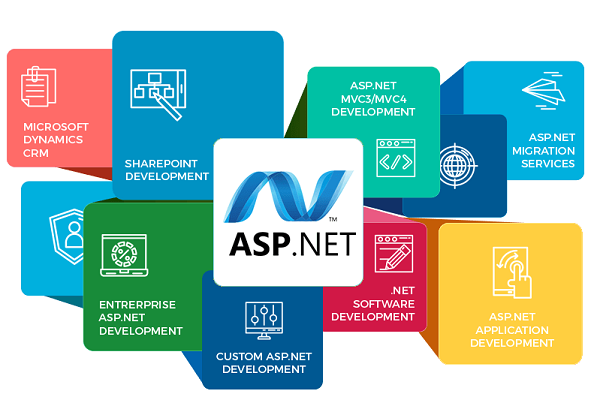 MICROSOFT
DYNAMICS
CRM
SHAREPOINT
DEVELOPMENT
ASP.NET
MVC3/MVC4
DEVELOPMENT
ASP.NET
MIGRATION
SERVICES
TM
ASP.NET
ENTRERPRISE
ASP.NET
DEVELOPMENT
CUSTOM ASP.NET
DEVELOPMENT
.NET
SOFTWARE
DEVELOPMENT
ASP.NET
APPLICATION
DEVELOPMENT